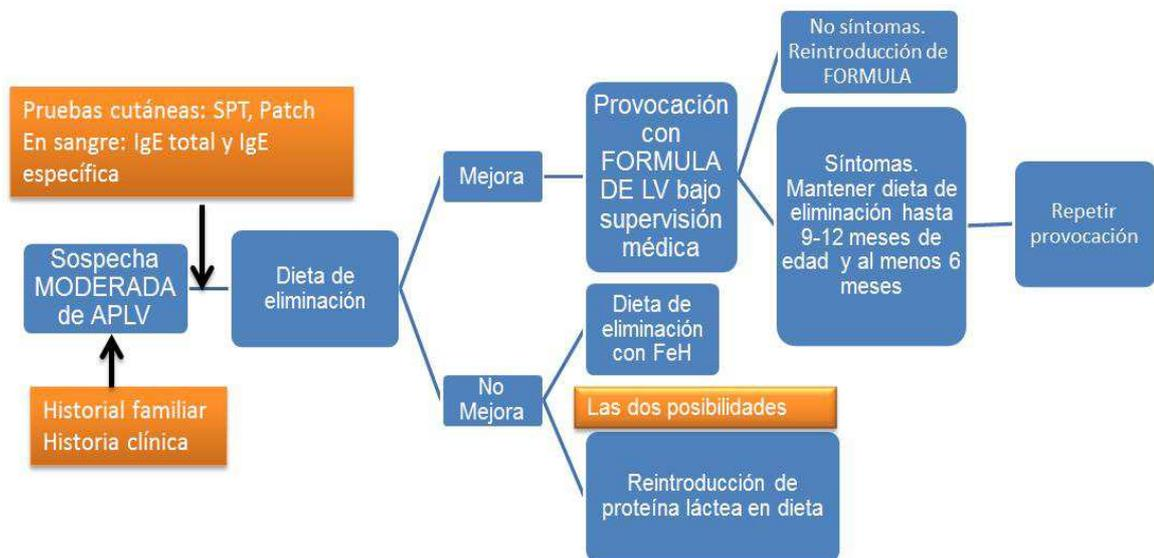 Pruebas cutáneas: SPT, Patch
En sangre: IgE total y IgE
específica
Sospecha
MODERADA
de APLV
Historial familiar
Historia clínica
Dieta de
eliminación
Mejora
Provocación
con
FORMULA
DE LV bajo
supervisión
médica
No síntomas.
Reintroducción de
FORMULA
Síntomas.
Mantener dieta de
eliminación hasta
9-12 meses de
edad y al menos 6
meses
Repetir
provocación
No
Mejora
Dieta de
eliminación
con FeH
Las dos posibilidades
Reintroducción de
proteína láctea en dieta